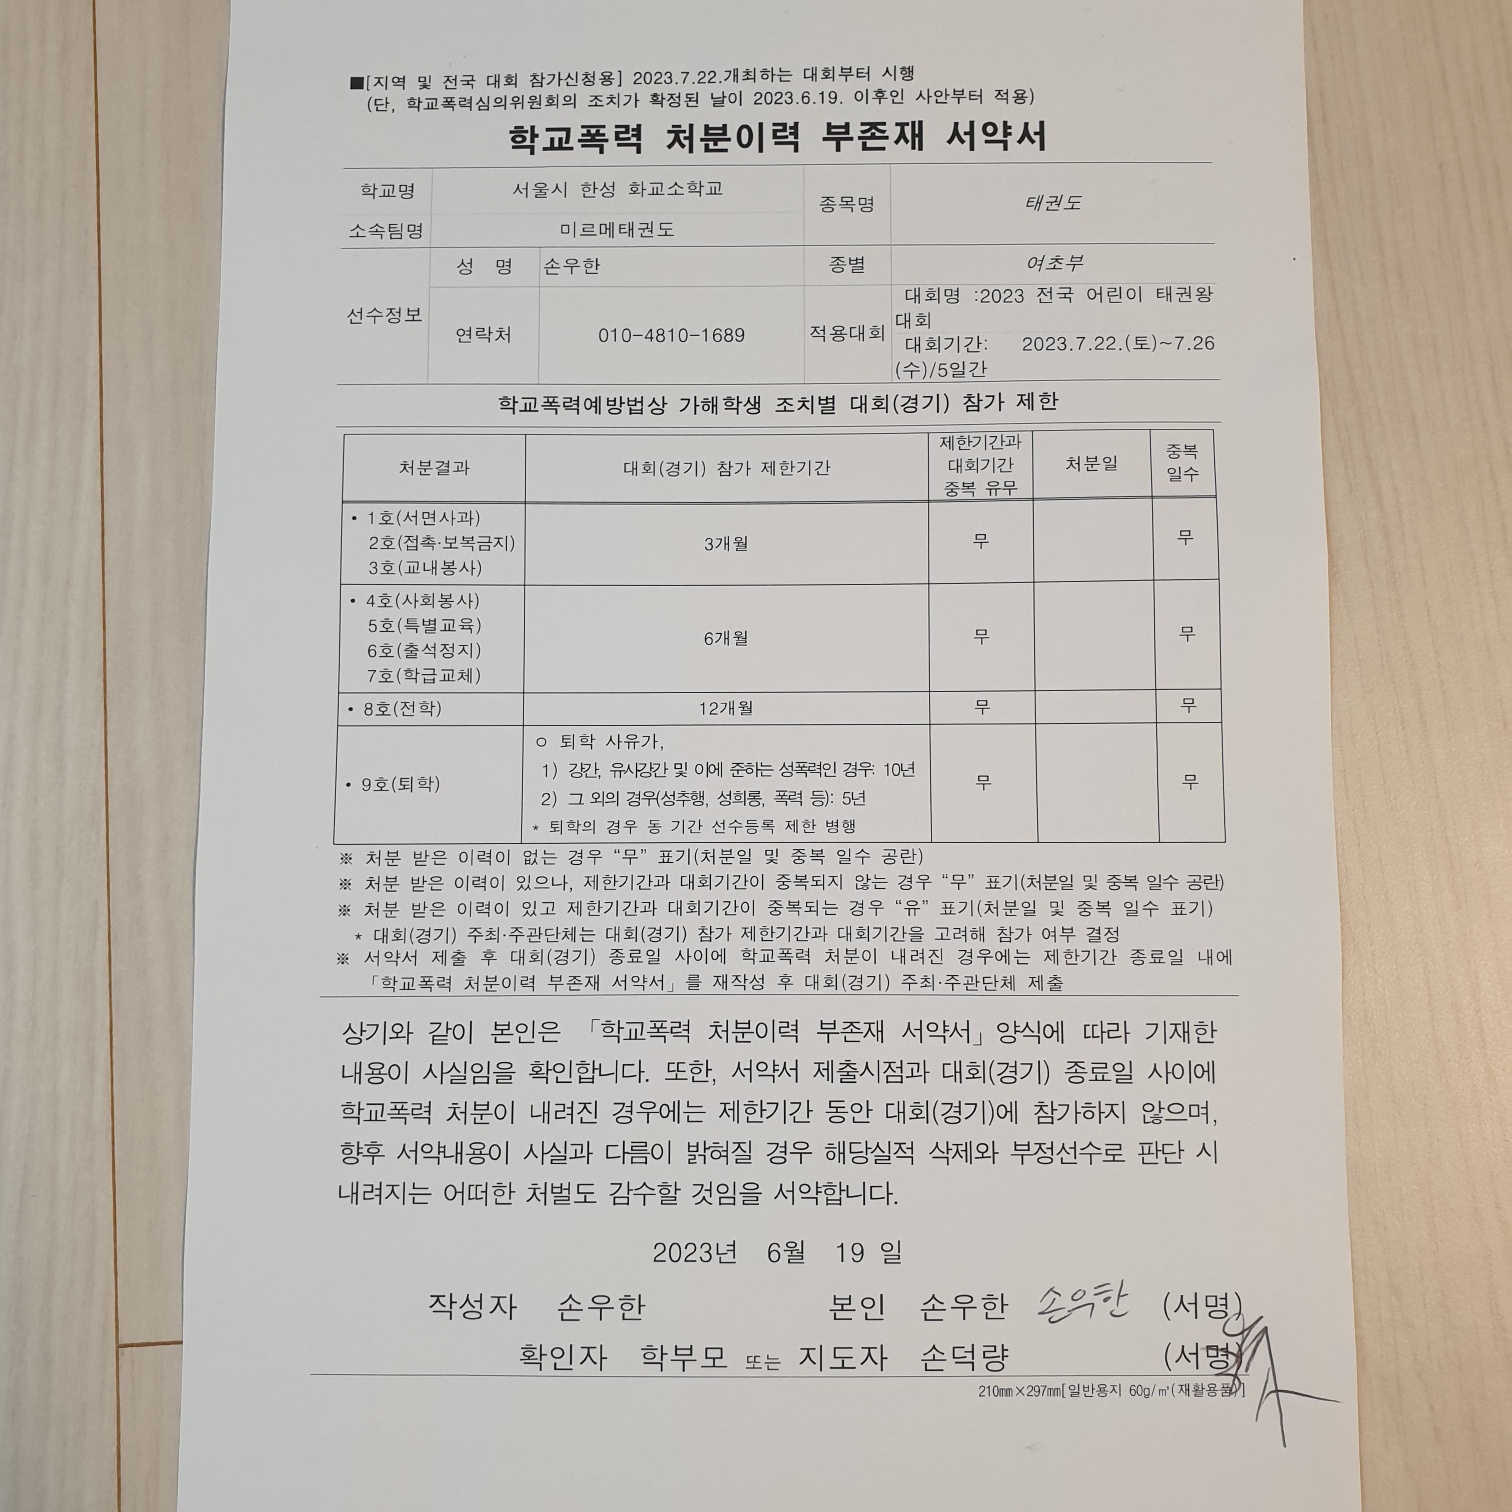 ■[지역 및 전국 대회 참가신청용] 2023.7.22.개최하는 대회부터 시행
(단, 학교폭력심의위원회의 조치가 확정된 날이 2023.6.19. 이후인 사안부터 적용)
학교폭력 처분이력 부존재 서약서
학교명 서울시 한성 화교소학교 종목명 태권도
소속팀명 미르메태권도
선수정보 성 명 손우한 종별 여초부
연락처 010-4810-1689 적용대회 대회명 :2023 전국 어린이 태권왕
대회
대회기간: 2023.7.22.(토)~7.26
(수)/5일간
학교폭력예방법상 가해학생 조치별 대회(경기) 참가 제한
처분결과 대회(경기) 참가 제한기간 제한기간과 대회기간 중복 유무 처분일 중복 일수
• 1호(서면사과)
2호(접촉·보복금지) 3개월 무 무
3호(교내봉사)
• 4호(사회봉사)
5호(특별교육) 6개월 무 무
6호(출석정지)
7호(학급교체)
• 8호(전학) 12개월 무 무
• 9호(퇴학) ○ 퇴학 사유가, 무 무
1) 강간, 유사강간 및 이에 준하는 성폭력인 경우: 10년
2) 그 외의 경우(성추행, 성희롱, 폭력 등): 5년
* 퇴학의 경우 동 기간 선수등록 제한 병행
※ 처분 받은 이력이 없는 경우 “무” 표기(처분일 및 중복 일수 공란)
※ 처분 받은 이력이 있으나, 제한기간과 대회기간이 중복되지 않는 경우 “무” 표기(처분일 및 중복 일수 공란)
※ 처분 받은 이력이 있고 제한기간과 대회기간이 중복되는 경우 “유” 표기(처분일 및 중복 일수 표기)
* 대회(경기) 주최·주관단체는 대회(경기) 참가 제한기간과 대회기간을 고려해 참가 여부 결정
※ 서약서 제출 후 대회(경기) 종료일 사이에 학교폭력 처분이 내려진 경우에는 제한기간 종료일 내에
「학교폭력 처분이력 부존재 서약서」를 재작성 후 대회(경기) 주최·주관단체 제출
상기와 같이 본인은 「학교폭력 처분이력 부존재 서약서」양식에 따라 기재한
내용이 사실임을 확인합니다. 또한, 서약서 제출시점과 대회(경기) 종료일 사이에
학교폭력 처분이 내려진 경우에는 제한기간 동안 대회(경기)에 참가하지 않으며,
향후 서약내용이 사실과 다름이 밝혀질 경우 해당실적 삭제와 부정선수로 판단 시
내려지는 어떠한 처벌도 감수할 것임을 서약합니다.
2023년 6월 19 일
작성자 손우한 본인 손우한 손우한 (서명)
확인자 학부모 또는 지도자 손덕량 (서명)
210㎜×297㎜[일반용지 60g/㎡(재활용품)]